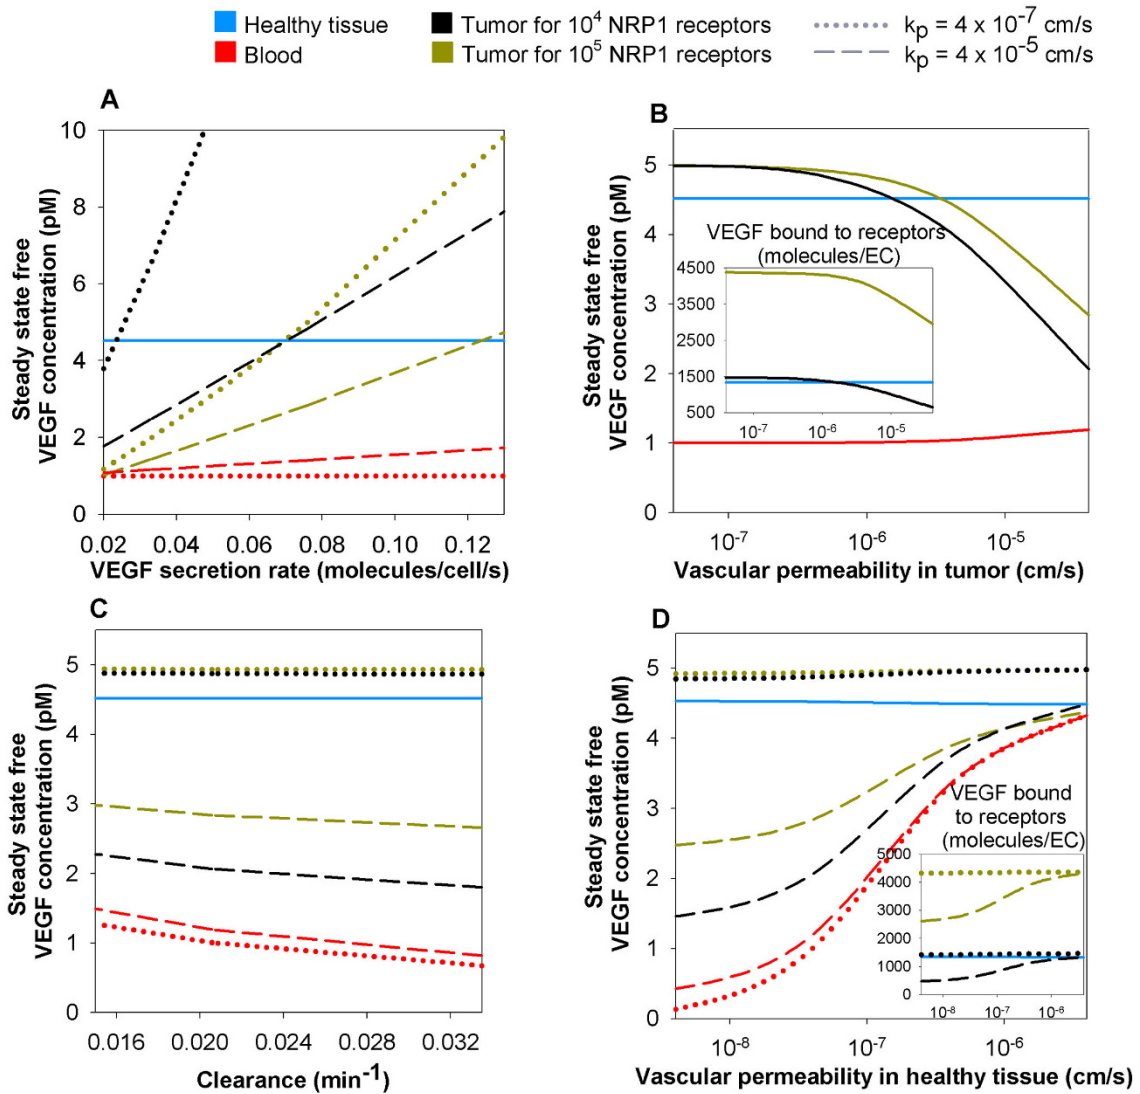 Healthy tissue
Blood
Tumor for 10^4 NRP1 receptors
Tumor for 10^5 NRP1 receptors
k_p = 4 x 10^-7 cm/s
k_p = 4 x 10^-5 cm/s
A
Steady state free
VEGF concentration (pM)
10
8
6
4
2
0
0.02 0.04 0.06 0.08 0.10 0.12
VEGF secretion rate (molecules/cell/s)
B
Steady state free
VEGF concentration (pM)
5
4
3
2
1
0
VEGF bound to receptors
(molecules/EC)
4500
3500
2500
1500
500
10^-7 10^-6 10^-5
10^-7 10^-6 10^-5
Vascular permeability in tumor (cm/s)
C
Steady state free
VEGF concentration (pM)
5
4
3
2
1
0
0.016 0.020 0.024 0.028 0.032
Clearance (min^-1)
D
Steady state free
VEGF concentration (pM)
5
4
3
2
1
0
VEGF bound
to receptors
(molecules/EC)
5000
4000
3000
2000
1000
0
10^-8 10^-7 10^-6
10^-8 10^-7 10^-6
Vascular permeability in healthy tissue (cm/s)